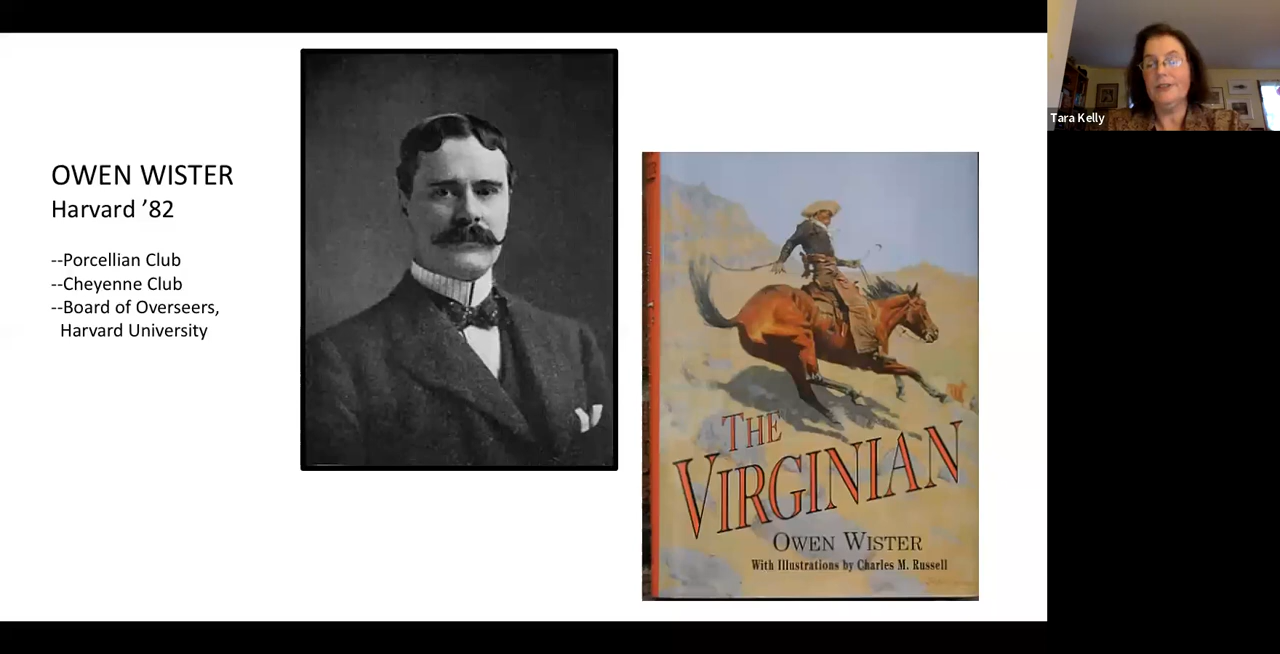 OWEN WISTER
Harvard ’82
--Porcellian Club
--Cheyenne Club
--Board of Overseers,
Harvard University
THE
VIRGINIAN
OWEN WISTER
With Illustrations by Charles M. Russell
Tara Kelly